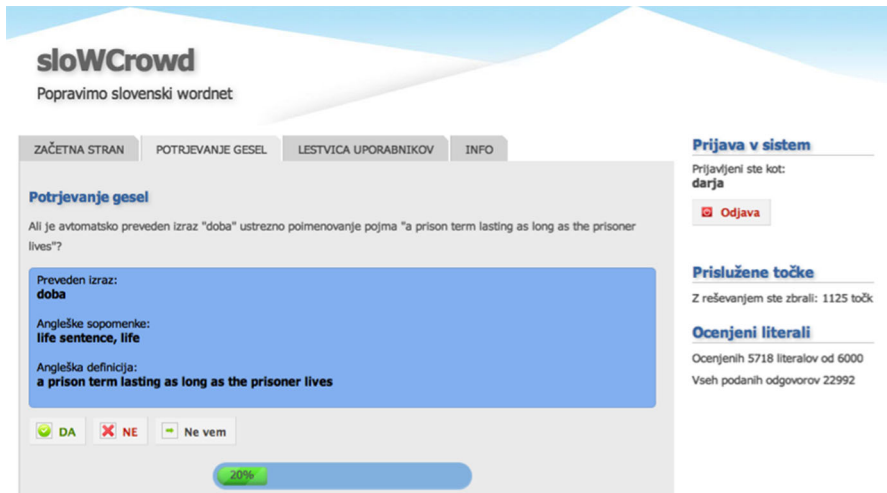 sloWCrowd
Popravimo slovenski wordnet
ZAČETNA STRAN
POTRJEVANJE GESEL
LESTVICA UPORABNIKOV
INFO
Potrjevanje gesel
Ali je avtomatsko preveden izraz "doba" ustrezno poimenovanje pojma "a prison term lasting as long as the prisoner
lives"?
Preveden izraz:
doba
Angleške sopomenke:
life sentence, life
Angleška definicija:
a prison term lasting as long as the prisoner lives
DA
NE
Ne vem
20%
Prijava v sistem
Prijavljeni ste kot:
darja
Odjava
Prislužene točke
Z reševanjem ste zbrali: 1125 točk
Ocenjeni literali
Ocenjenih 5718 literalov od 6000
Vseh podanih odgovorov 22992